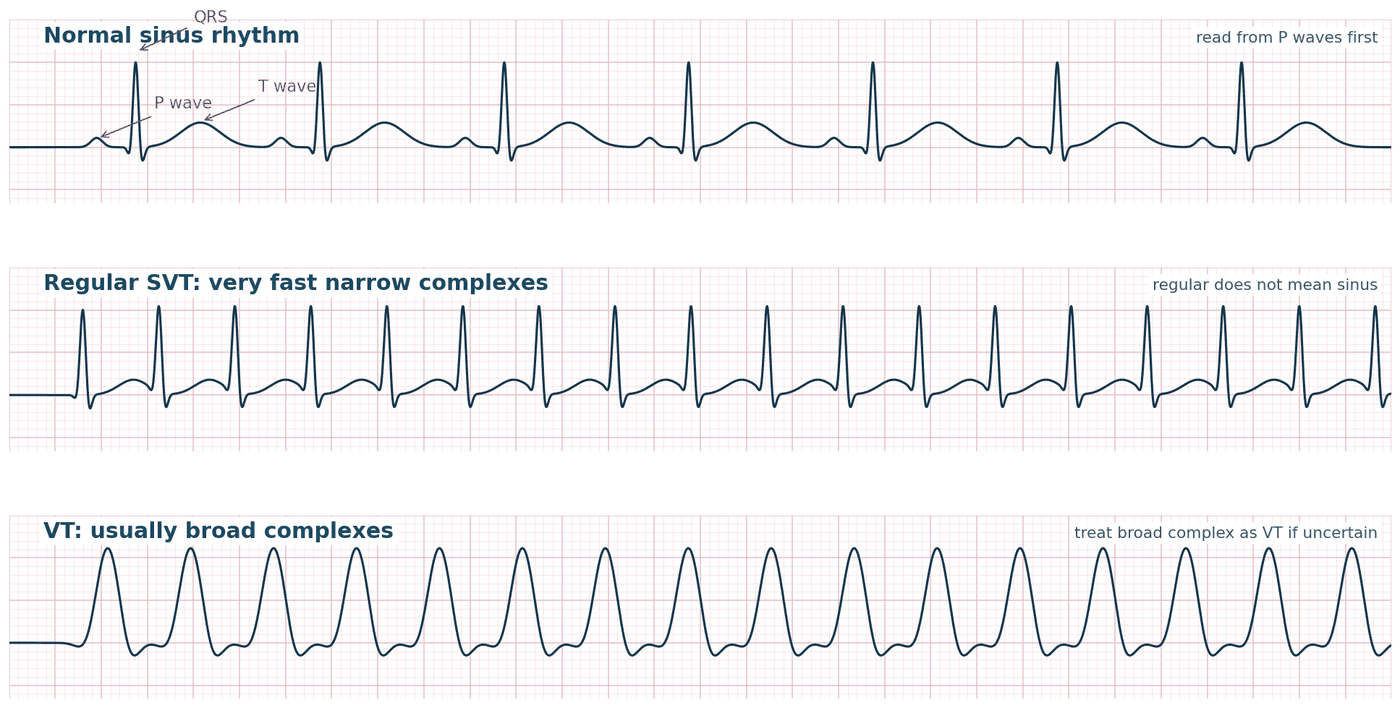 QRS
Normal sinus rhythm
read from P waves first
T wave
P wave
Regular SVT: very fast narrow complexes
regular does not mean sinus
VT: usually broad complexes
treat broad complex as VT if uncertain